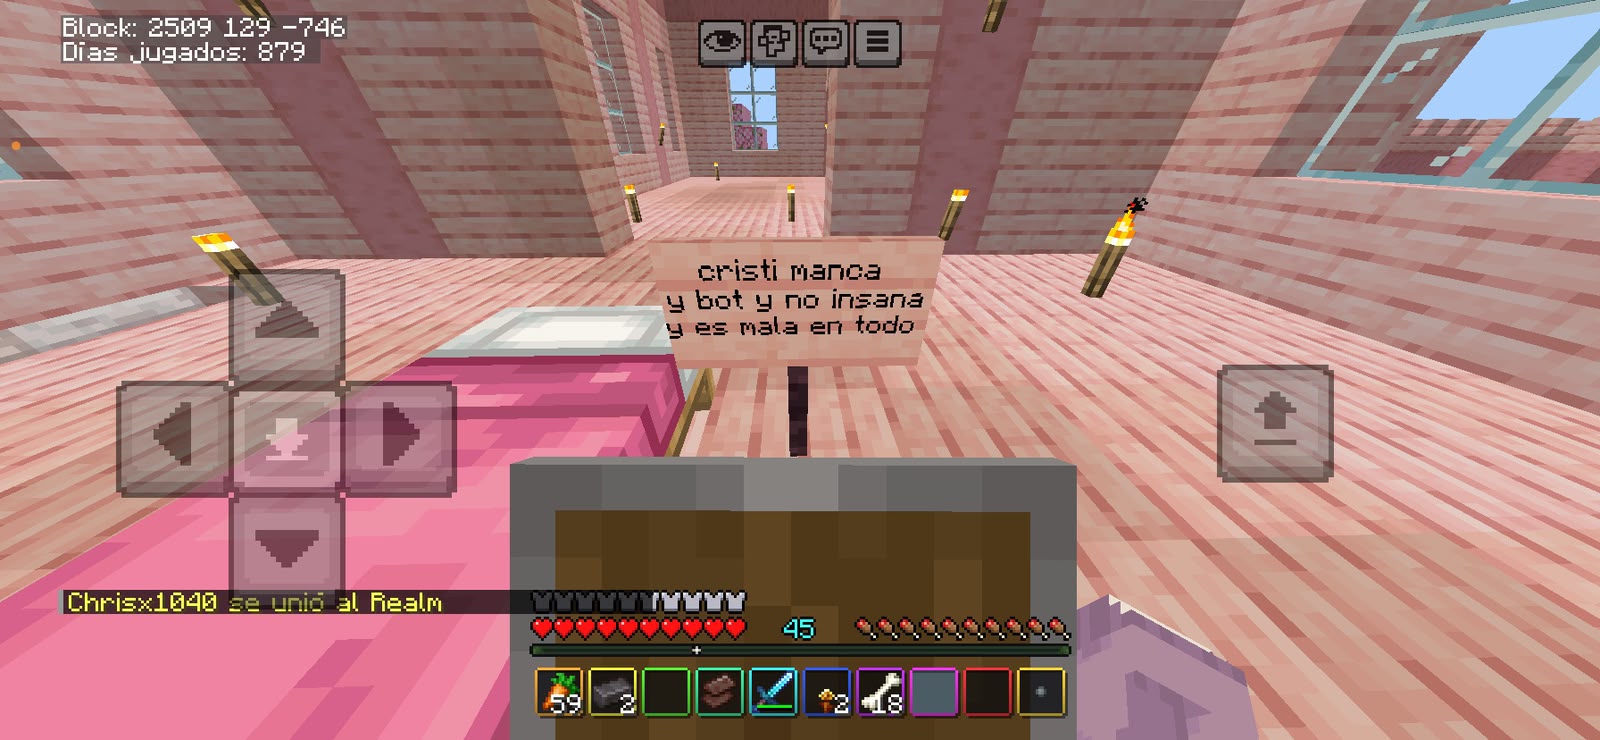 Block: 2509 129 -746
Días jugados: 879
cristi manca
y bot y no insana
y es mala en todo
Chrisx1040 se unió al Realm
45
59
2
2
18